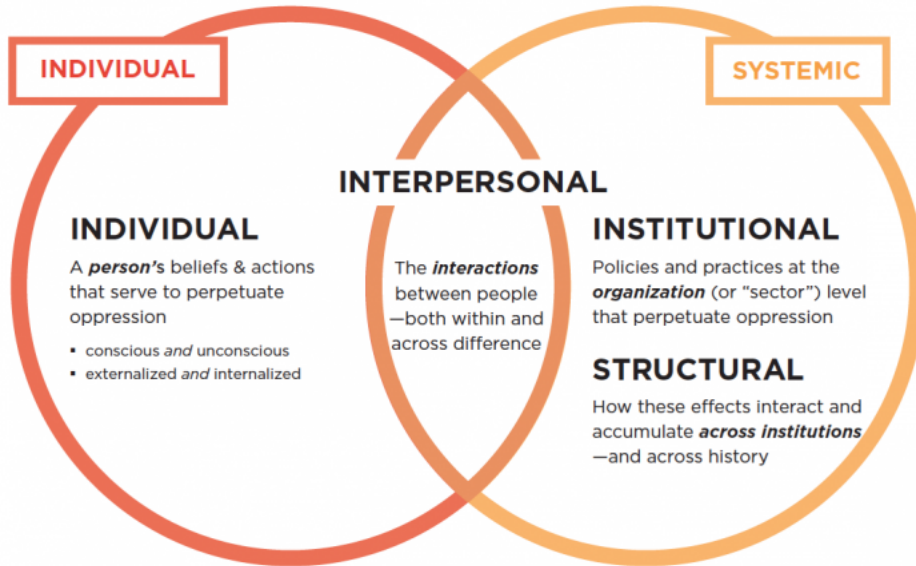 INDIVIDUAL
SYSTEMIC
INTERPERSONAL
INDIVIDUAL
A person's beliefs & actions
that serve to perpetuate
oppression
▪ conscious and unconscious
▪ externalized and internalized
The interactions
between people
—both within and
across difference
INSTITUTIONAL
Policies and practices at the
organization (or “sector”) level
that perpetuate oppression
STRUCTURAL
How these effects interact and
accumulate across institutions
—and across history